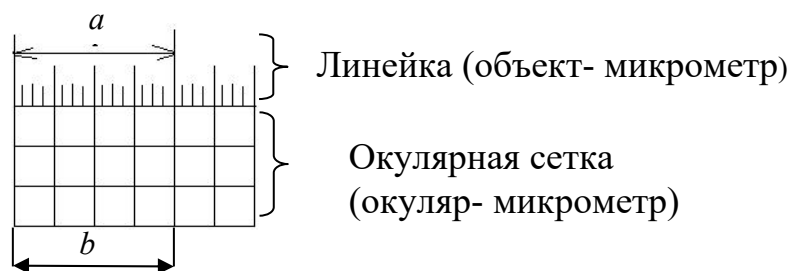 a
Линейка (объект- микрометр)
Окулярная сетка
(окуляр- микрометр)
b